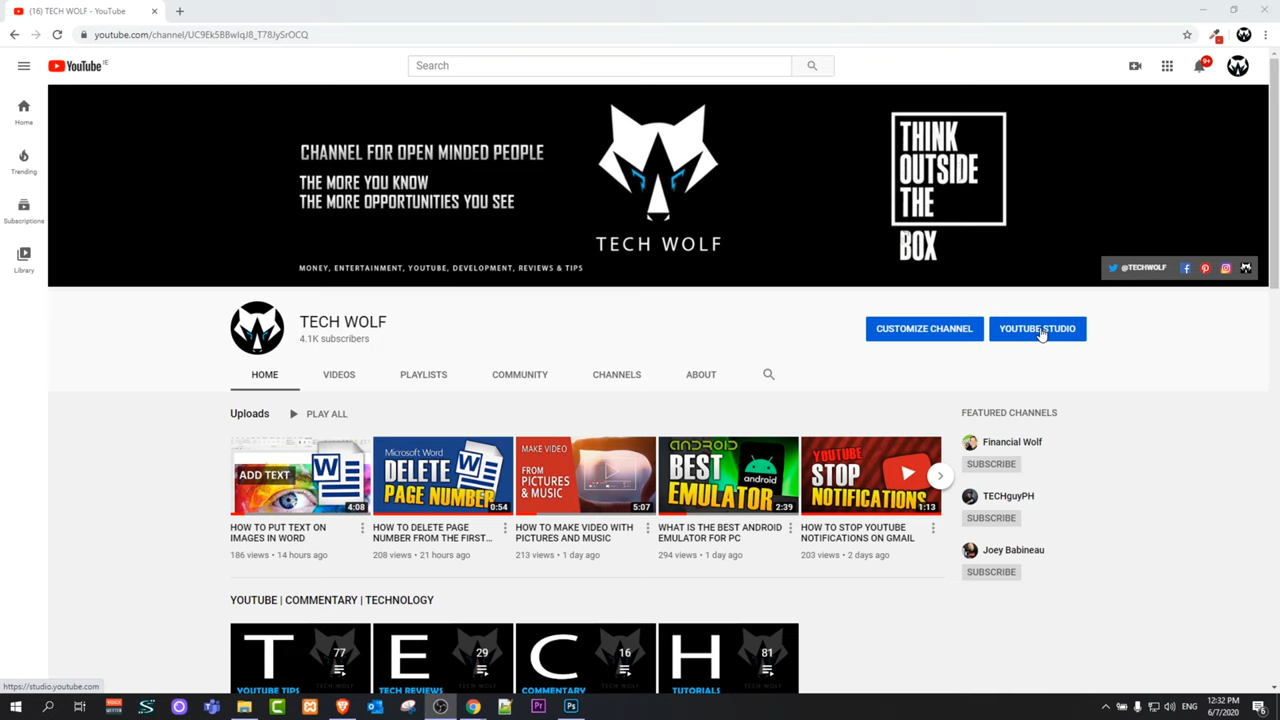 (16) TECH WOLF - YouTube
youtube.com/channel/UC9Ek5BBwIqJ8_T78JySrOCQ
YouTube IE
Search
9+
Home
Trending
Subscriptions
Library
CHANNEL FOR OPEN MINDED PEOPLE
THE MORE YOU KNOW
THE MORE OPPORTUNITIES YOU SEE
MONEY, ENTERTAINMENT, YOUTUBE, DEVELOPMENT, REVIEWS & TIPS
TECH WOLF
THINK
OUTSIDE
THE
BOX
@TECHWOLF
TECH WOLF
4.1K subscribers
CUSTOMIZE CHANNEL
YOUTUBE STUDIO
HOME
VIDEOS
PLAYLISTS
COMMUNITY
CHANNELS
ABOUT
Uploads
PLAY ALL
ADD TEXT
W
4:08
Microsoft Word
DELETE
PAGE NUMBER
W
0:54
MAKE VIDEO
FROM
PICTURES
& MUSIC
5:07
ANDROID
BEST
EMULATOR
android
FOR PC
2:39
YOUTUBE
STOP
NOTIFICATIONS
1:13
HOW TO PUT TEXT ON
IMAGES IN WORD
186 views • 14 hours ago
HOW TO DELETE PAGE
NUMBER FROM THE FIRST...
208 views • 21 hours ago
HOW TO MAKE VIDEO WITH
PICTURES AND MUSIC
213 views • 1 day ago
WHAT IS THE BEST ANDROID
EMULATOR FOR PC
294 views • 1 day ago
HOW TO STOP YOUTUBE
NOTIFICATIONS ON GMAIL
203 views • 2 days ago
FEATURED CHANNELS
Financial Wolf
SUBSCRIBE
TECHguyPH
SUBSCRIBE
Joey Babineau
SUBSCRIBE
YOUTUBE | COMMENTARY | TECHNOLOGY
T
77
YOUTUBE TIPS
E
29
TECH REVIEWS
C
16
COMMENTARY
H
81
TUTORIALS
https://studio.youtube.com
Pr
Ps
ENG
12:32 PM
6/7/2020
6